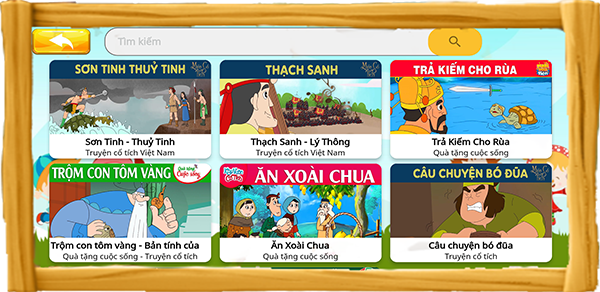 Tìm kiếm
SƠN TINH THUỶ TINH
Sơn Tinh - Thuỷ Tinh
Truyện cổ tích Việt Nam
THẠCH SANH
Thạch Sanh - Lý Thông
Truyện cổ tích Việt Nam
TRẢ KIẾM CHO RÙA
Trả Kiếm Cho Rùa
Quà tặng cuộc sống
TRỘM CON TÔM VÀNG
Quà tặng
Cuộc sống
Trộm con tôm vàng - Bản tính của
Quà tặng cuộc sống - Truyện cổ tích
ĂN XOÀI CHUA
Ăn Xoài Chua
Quà tặng cuộc sống
CÂU CHUYỆN BÓ ĐŨA
Câu chuyện bó đũa
Truyện cổ tích